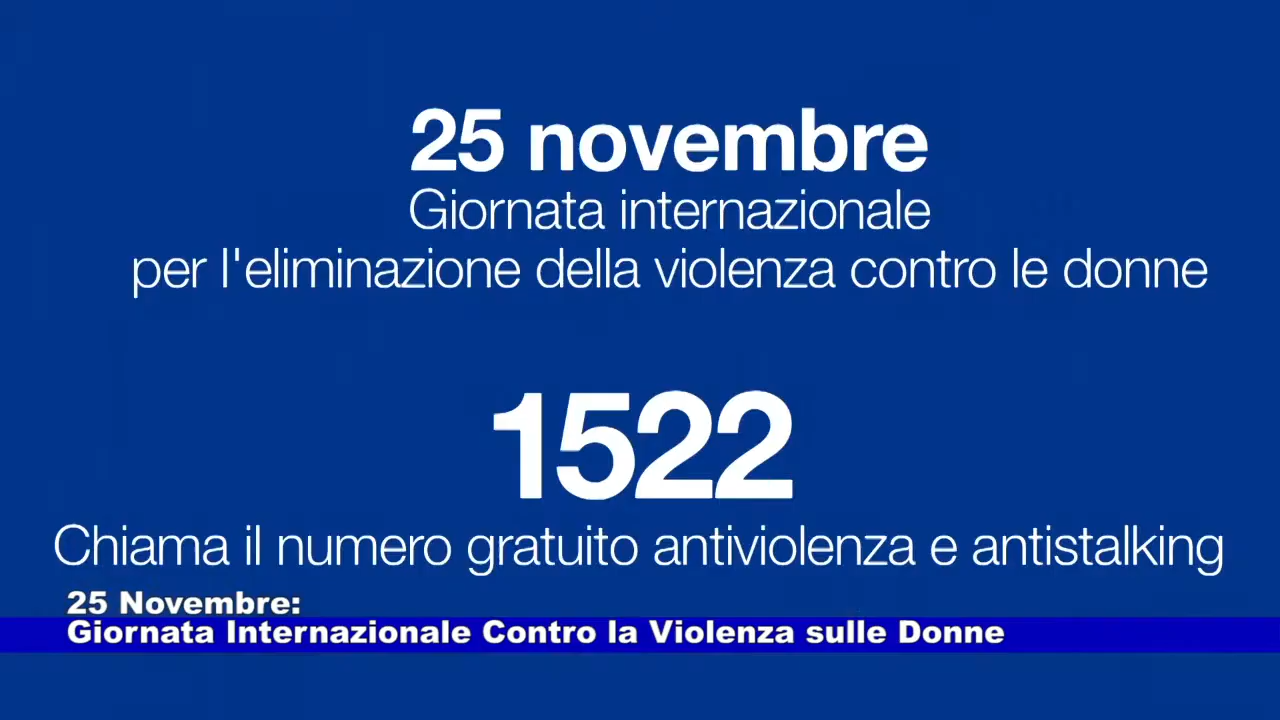 25 novembre
Giornata internazionale
per l'eliminazione della violenza contro le donne
1522
Chiama il numero gratuito antiviolenza e antistalking
25 Novembre:
Giornata Internazionale Contro la Violenza sulle Donne